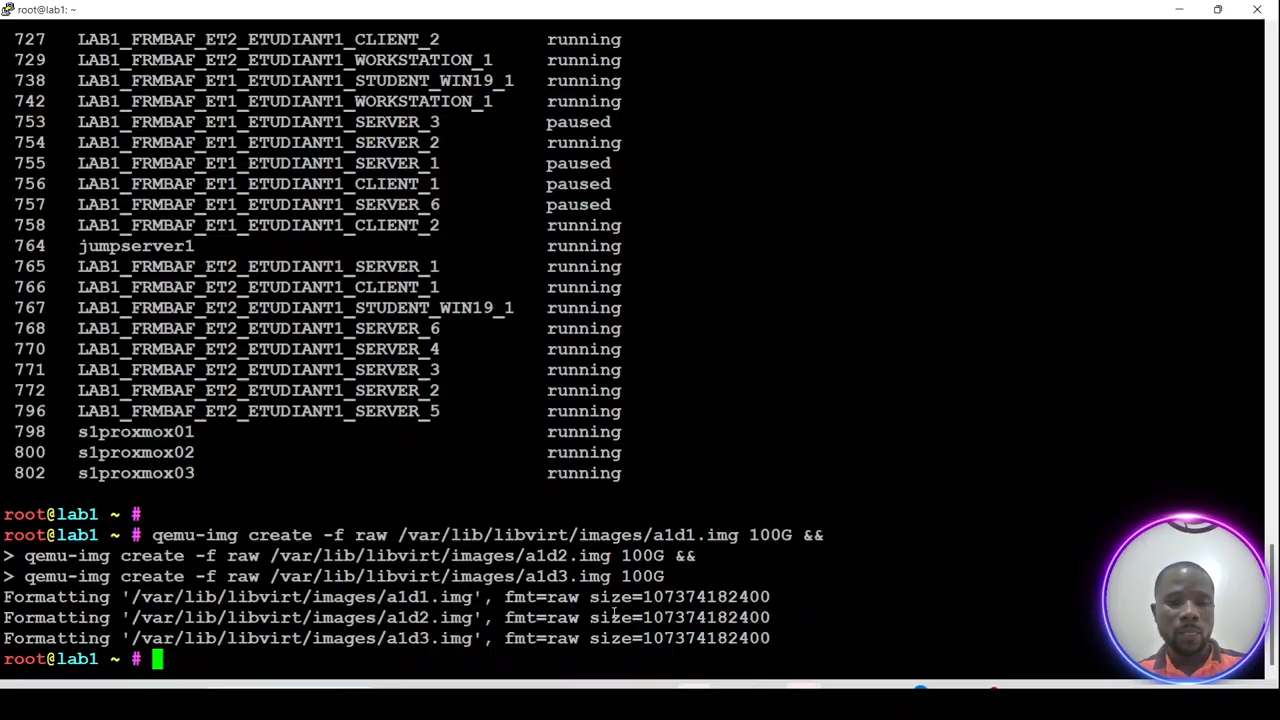 root@lab1: ~
727 LAB1_FRMBAF_ET2_ETUDIANT1_CLIENT_2 running
729 LAB1_FRMBAF_ET2_ETUDIANT1_WORKSTATION_1 running
738 LAB1_FRMBAF_ET1_ETUDIANT1_STUDENT_WIN19_1 running
742 LAB1_FRMBAF_ET1_ETUDIANT1_WORKSTATION_1 running
753 LAB1_FRMBAF_ET1_ETUDIANT1_SERVER_3 paused
754 LAB1_FRMBAF_ET1_ETUDIANT1_SERVER_2 running
755 LAB1_FRMBAF_ET1_ETUDIANT1_SERVER_1 paused
756 LAB1_FRMBAF_ET1_ETUDIANT1_CLIENT_1 paused
757 LAB1_FRMBAF_ET1_ETUDIANT1_SERVER_6 paused
758 LAB1_FRMBAF_ET1_ETUDIANT1_CLIENT_2 running
764 jumpserver1 running
765 LAB1_FRMBAF_ET2_ETUDIANT1_SERVER_1 running
766 LAB1_FRMBAF_ET2_ETUDIANT1_CLIENT_1 running
767 LAB1_FRMBAF_ET2_ETUDIANT1_STUDENT_WIN19_1 running
768 LAB1_FRMBAF_ET2_ETUDIANT1_SERVER_6 running
770 LAB1_FRMBAF_ET2_ETUDIANT1_SERVER_4 running
771 LAB1_FRMBAF_ET2_ETUDIANT1_SERVER_3 running
772 LAB1_FRMBAF_ET2_ETUDIANT1_SERVER_2 running
796 LAB1_FRMBAF_ET2_ETUDIANT1_SERVER_5 running
798 s1proxmox01 running
800 s1proxmox02 running
802 s1proxmox03 running
root@lab1 ~ #
root@lab1 ~ # qemu-img create -f raw /var/lib/libvirt/images/a1d1.img 100G &&
> qemu-img create -f raw /var/lib/libvirt/images/a1d2.img 100G &&
> qemu-img create -f raw /var/lib/libvirt/images/a1d3.img 100G
Formatting '/var/lib/libvirt/images/a1d1.img', fmt=raw size=107374182400
Formatting '/var/lib/libvirt/images/a1d2.img', fmt=raw size=107374182400
Formatting '/var/lib/libvirt/images/a1d3.img', fmt=raw size=107374182400
root@lab1 ~ #